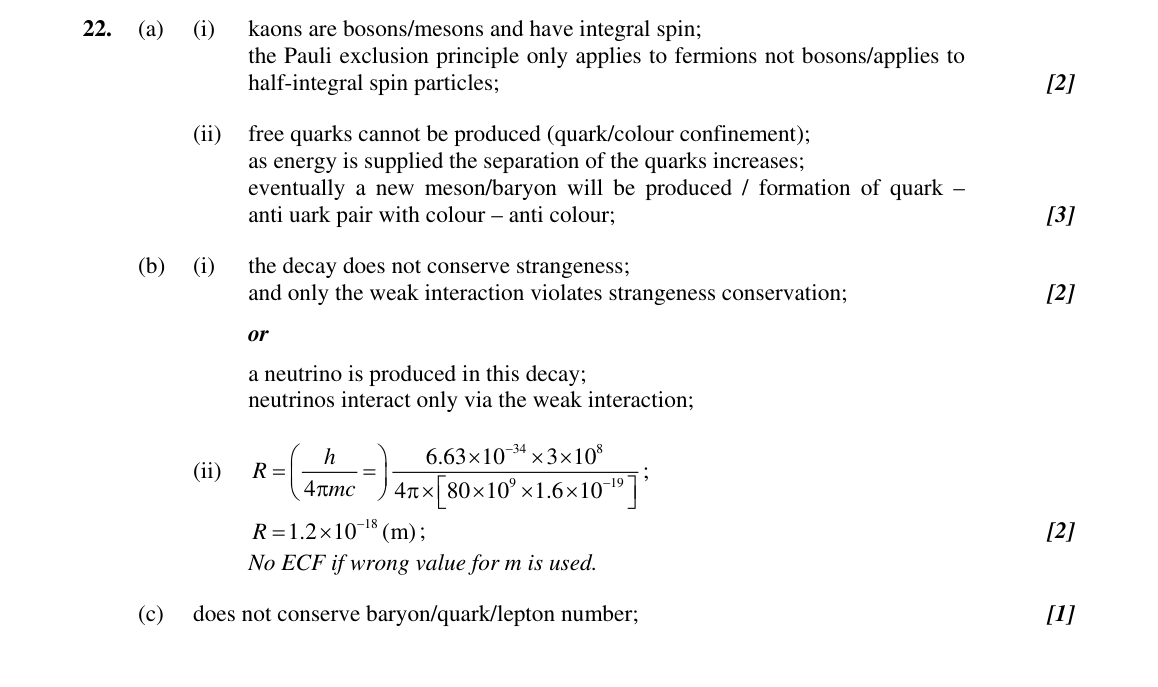 22. (a) (i) kaons are bosons/mesons and have integral spin;
the Pauli exclusion principle only applies to fermions not bosons/applies to
half-integral spin particles; [2]
(ii) free quarks cannot be produced (quark/colour confinement);
as energy is supplied the separation of the quarks increases;
eventually a new meson/baryon will be produced / formation of quark –
anti uark pair with colour – anti colour; [3]
(b) (i) the decay does not conserve strangeness;
and only the weak interaction violates strangeness conservation; [2]
or
a neutrino is produced in this decay;
neutrinos interact only via the weak interaction;
(ii) R = (h/4πmc =) 6.63×10⁻³⁴ × 3×10⁸ / 4π×[80×10⁹ ×1.6×10⁻¹⁹] ;
R = 1.2×10⁻¹⁸ (m) ; [2]
No ECF if wrong value for m is used.
(c) does not conserve baryon/quark/lepton number; [1]